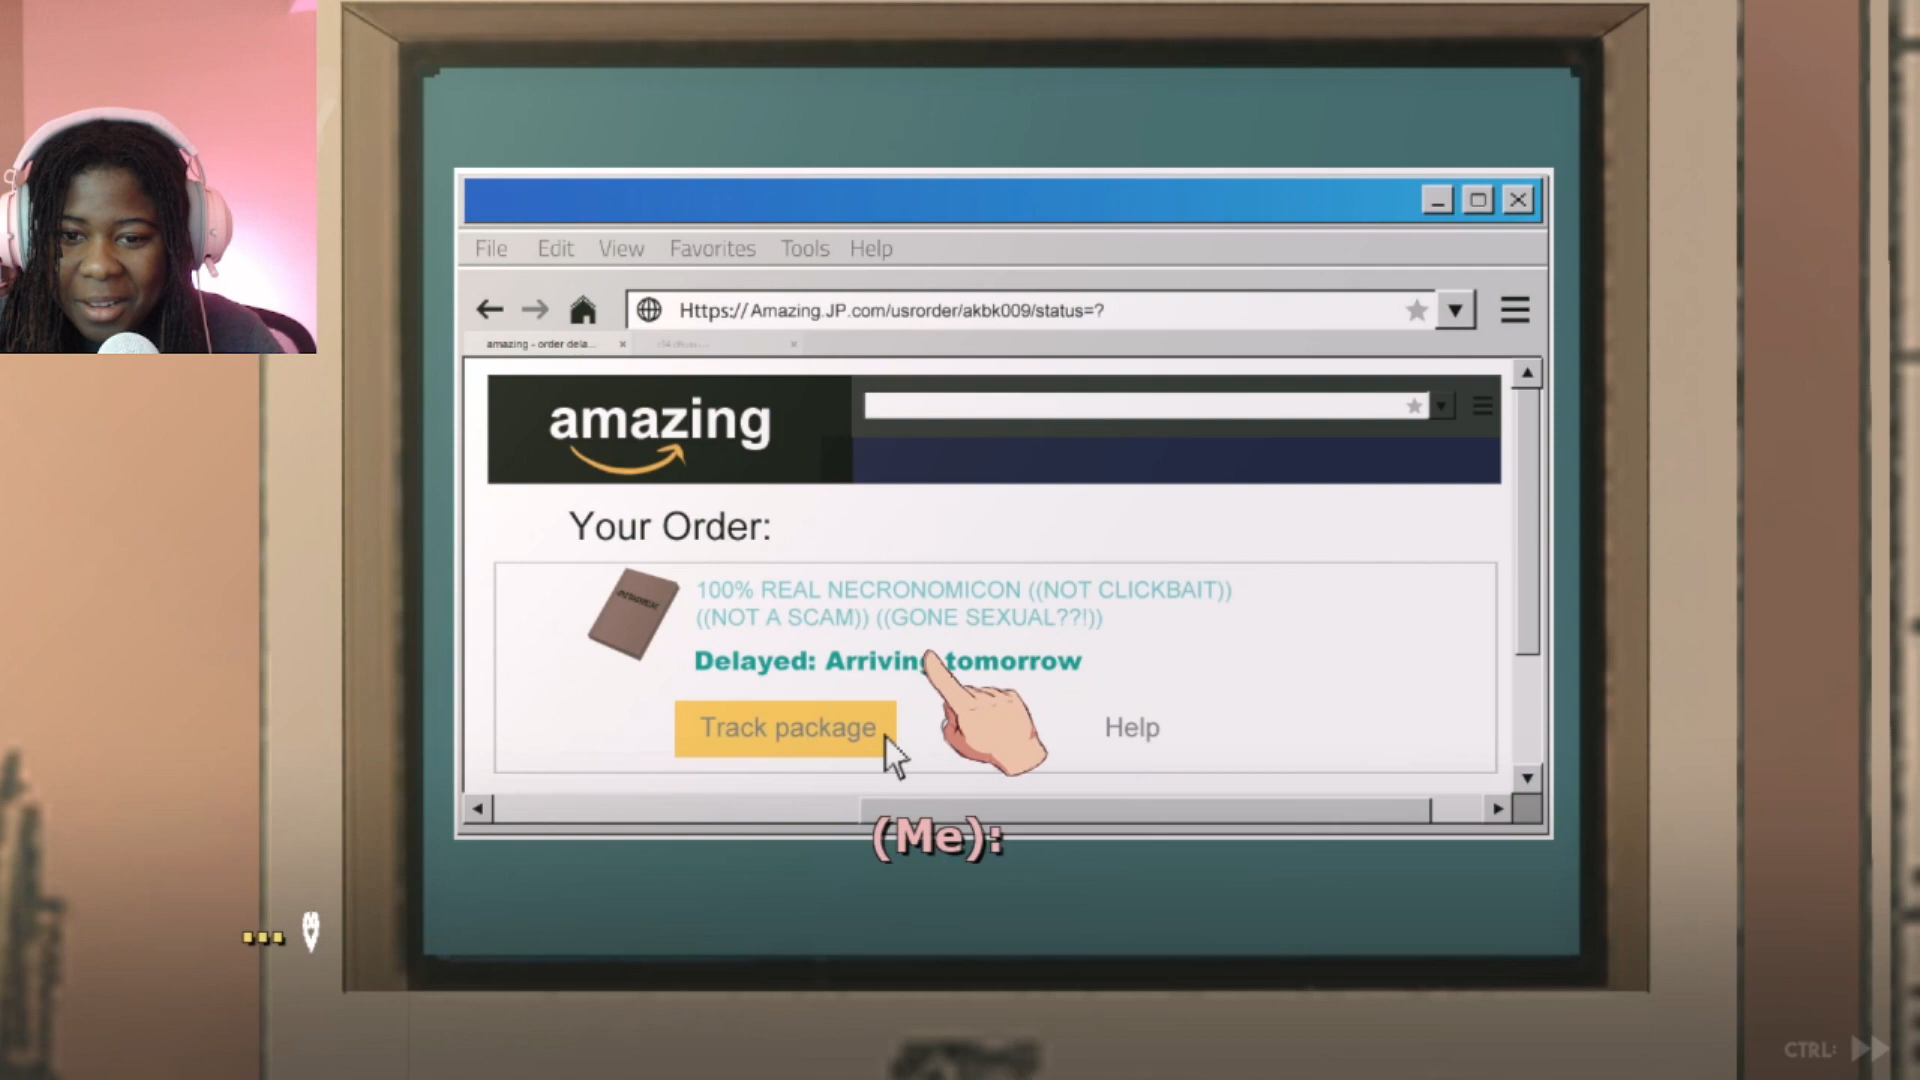 File Edit View Favorites Tools Help
Https://Amazing.JP.com/usrorder/akbk009/status=?
amazing - order dela...
amazing
Your Order:
100% REAL NECRONOMICON ((NOT CLICKBAIT))
((NOT A SCAM)) ((GONE SEXUAL??!))
Delayed: Arriving tomorrow
Track package
Help
(Me):
...
CTRL: